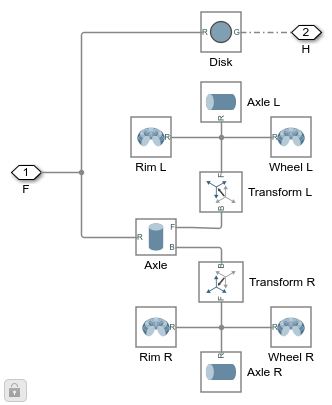 R G
2
H
Disk
Axle L
R
R R
Rim L
Wheel L
1
F
F
Transform L
B
R F
B
Axle
B
Transform R
F
R R
Rim R
Wheel R
R
Axle R